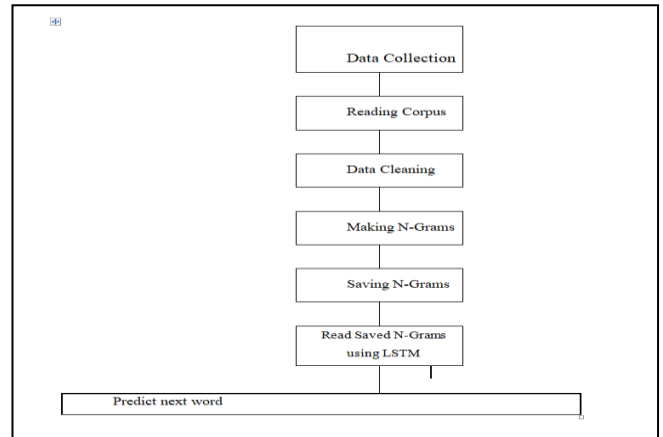 Data Collection
Reading Corpus
Data Cleaning
Making N-Grams
Saving N-Grams
Read Saved N-Grams
using LSTM
Predict next word